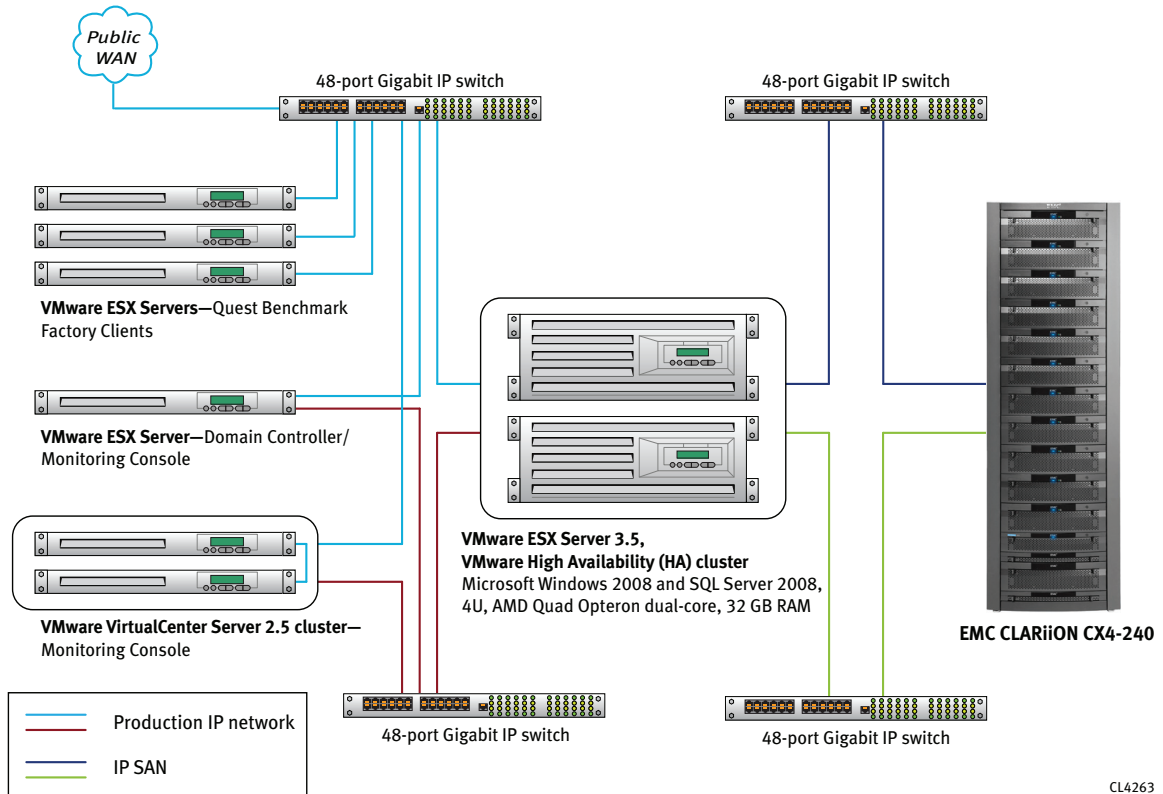 Public
WAN
48-port Gigabit IP switch
48-port Gigabit IP switch
EMC
VMware ESX Servers—Quest Benchmark
Factory Clients
VMware ESX Server—Domain Controller/
Monitoring Console
VMware ESX Server 3.5,
VMware High Availability (HA) cluster
Microsoft Windows 2008 and SQL Server 2008,
4U, AMD Quad Opteron dual-core, 32 GB RAM
VMware VirtualCenter Server 2.5 cluster—
Monitoring Console
EMC CLARiiON CX4-240
48-port Gigabit IP switch
48-port Gigabit IP switch
Production IP network
IP SAN
CL4263